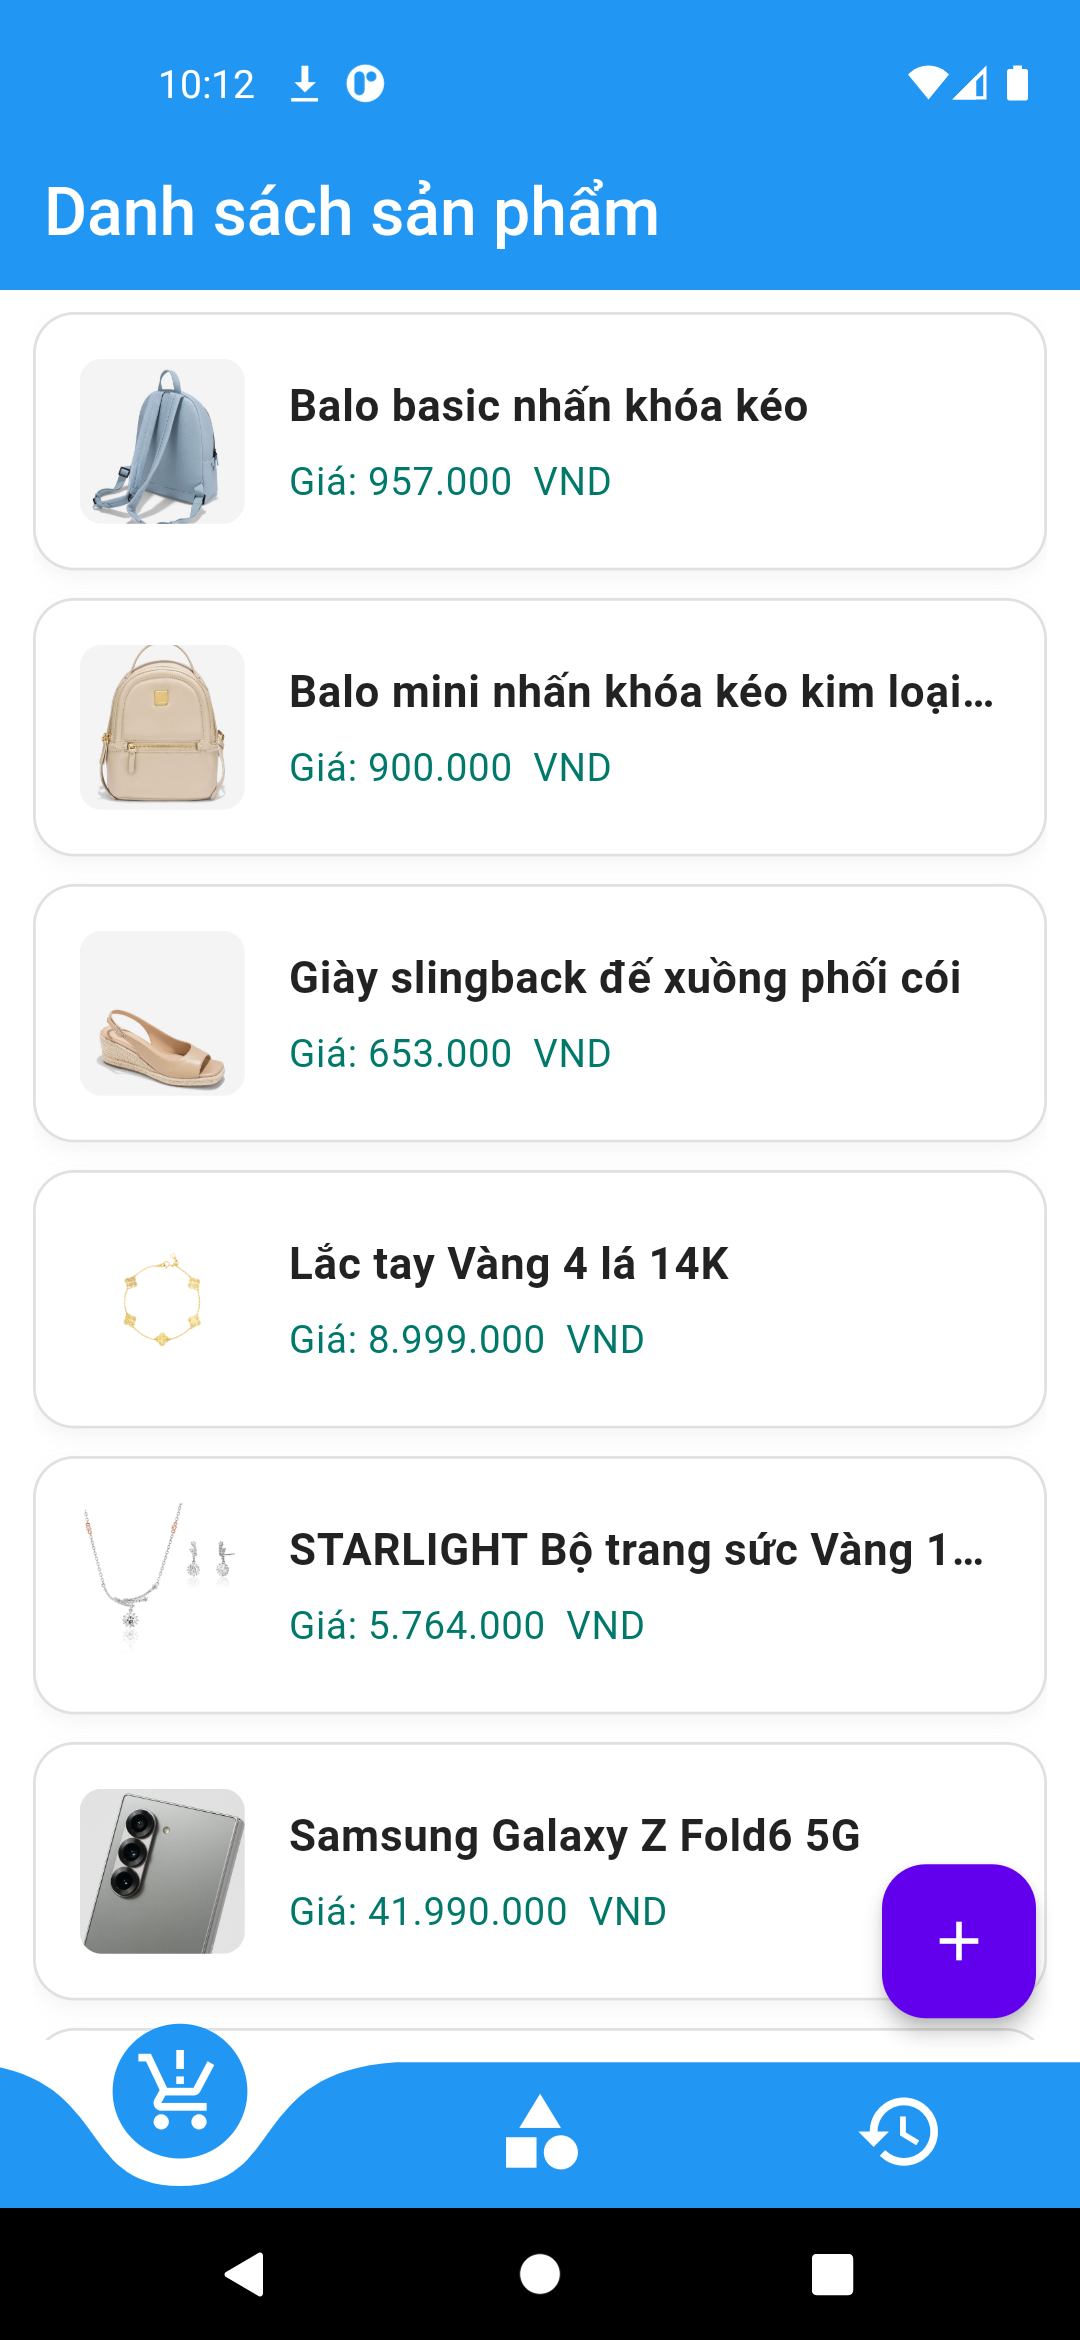 10:12
Danh sách sản phẩm
Balo basic nhấn khóa kéo
Giá: 957.000 VND
Balo mini nhấn khóa kéo kim loại...
Giá: 900.000 VND
Giày slingback đế xuồng phối cói
Giá: 653.000 VND
Lắc tay Vàng 4 lá 14K
Giá: 8.999.000 VND
STARLIGHT Bộ trang sức Vàng 1...
Giá: 5.764.000 VND
Samsung Galaxy Z Fold6 5G
Giá: 41.990.000 VND